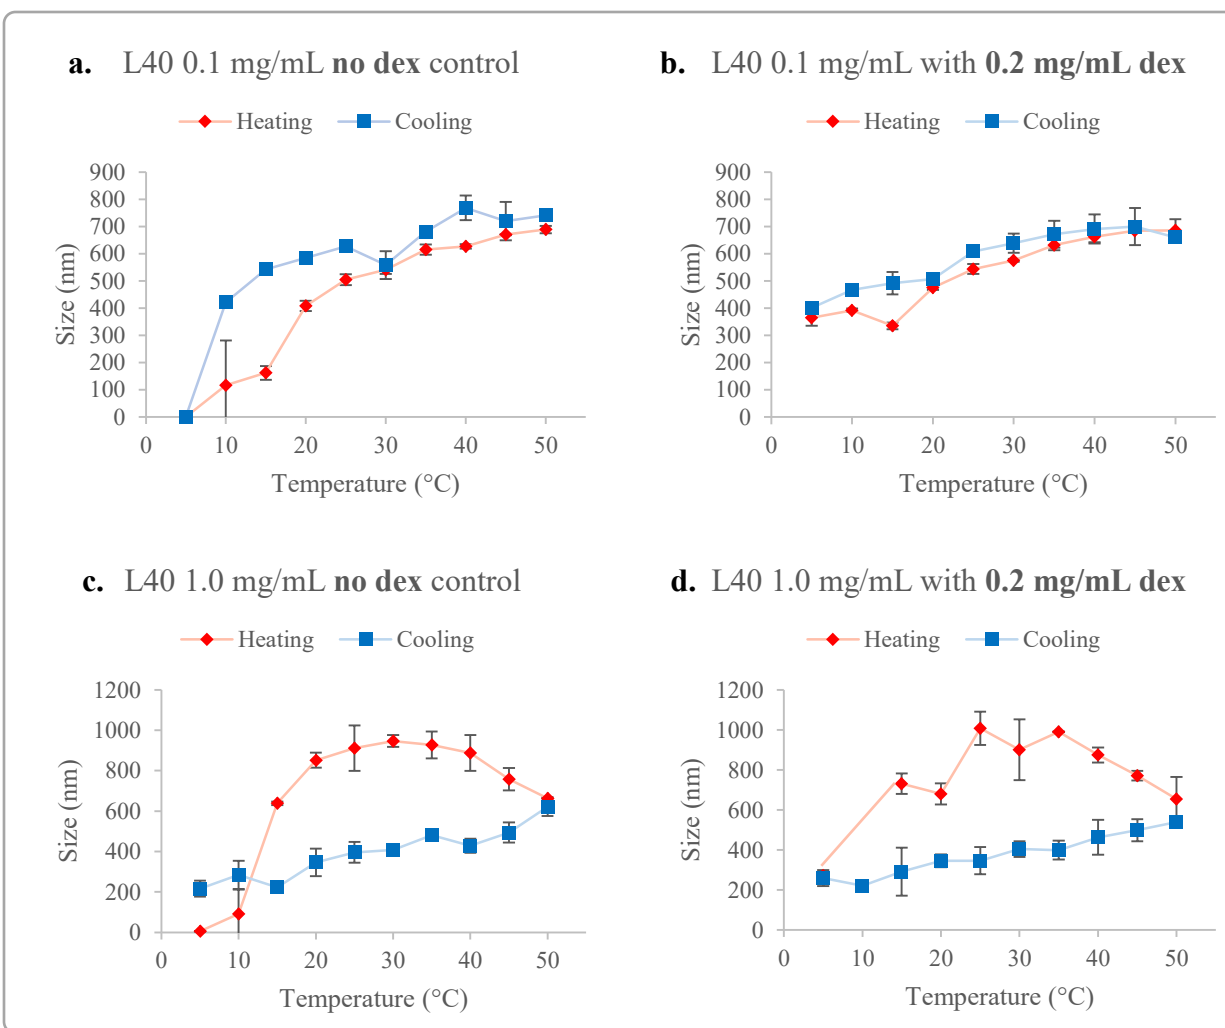 a. L40 0.1 mg/mL no dex control
Heating Cooling
900
800
700
600
500
400
300
200
100
0
Size (nm)
0 10 20 30 40 50
Temperature (°C)
b. L40 0.1 mg/mL with 0.2 mg/mL dex
Heating Cooling
900
800
700
600
500
400
300
200
100
0
Size (nm)
0 10 20 30 40 50
Temperature (°C)
c. L40 1.0 mg/mL no dex control
Heating Cooling
1200
1000
800
600
400
200
0
Size (nm)
0 10 20 30 40 50
Temperature (°C)
d. L40 1.0 mg/mL with 0.2 mg/mL dex
Heating Cooling
1200
1000
800
600
400
200
0
Size (nm)
0 10 20 30 40 50
Temperature (°C)